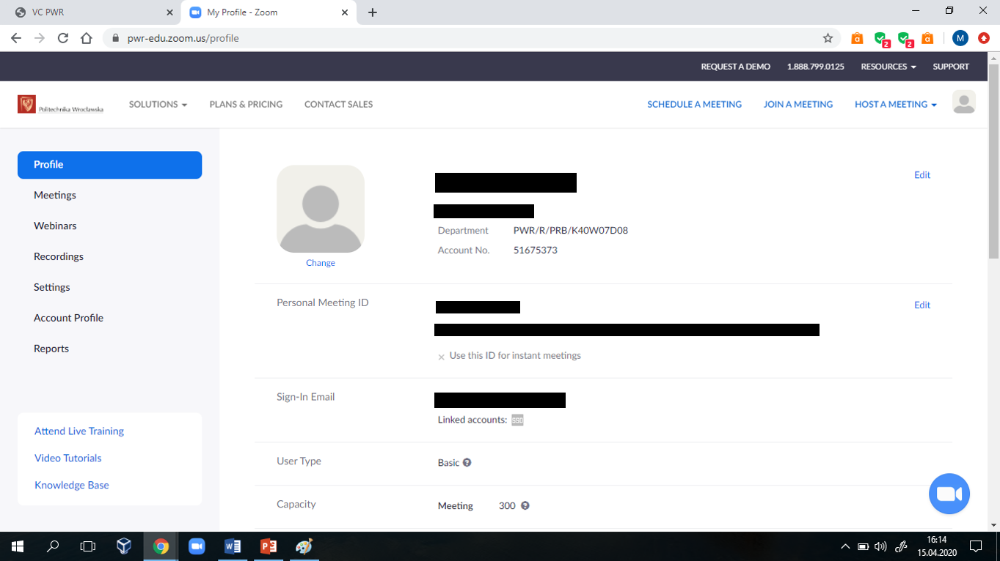 VC PWR
My Profile - Zoom
pwr-edu.zoom.us/profile
2
2
M
REQUEST A DEMO 1.888.799.0125 RESOURCES SUPPORT
Politechnika Wrocławska
SOLUTIONS PLANS & PRICING CONTACT SALES SCHEDULE A MEETING JOIN A MEETING HOST A MEETING
Profile
Meetings
Webinars
Recordings
Settings
Account Profile
Reports
Attend Live Training
Video Tutorials
Knowledge Base
Change
Edit
Department PWR/R/PRB/K40W07D08
Account No. 51675373
Personal Meeting ID
Edit
Use this ID for instant meetings
Sign-In Email
Linked accounts: SSO
User Type Basic
Capacity Meeting 300
16:14
15.04.2020